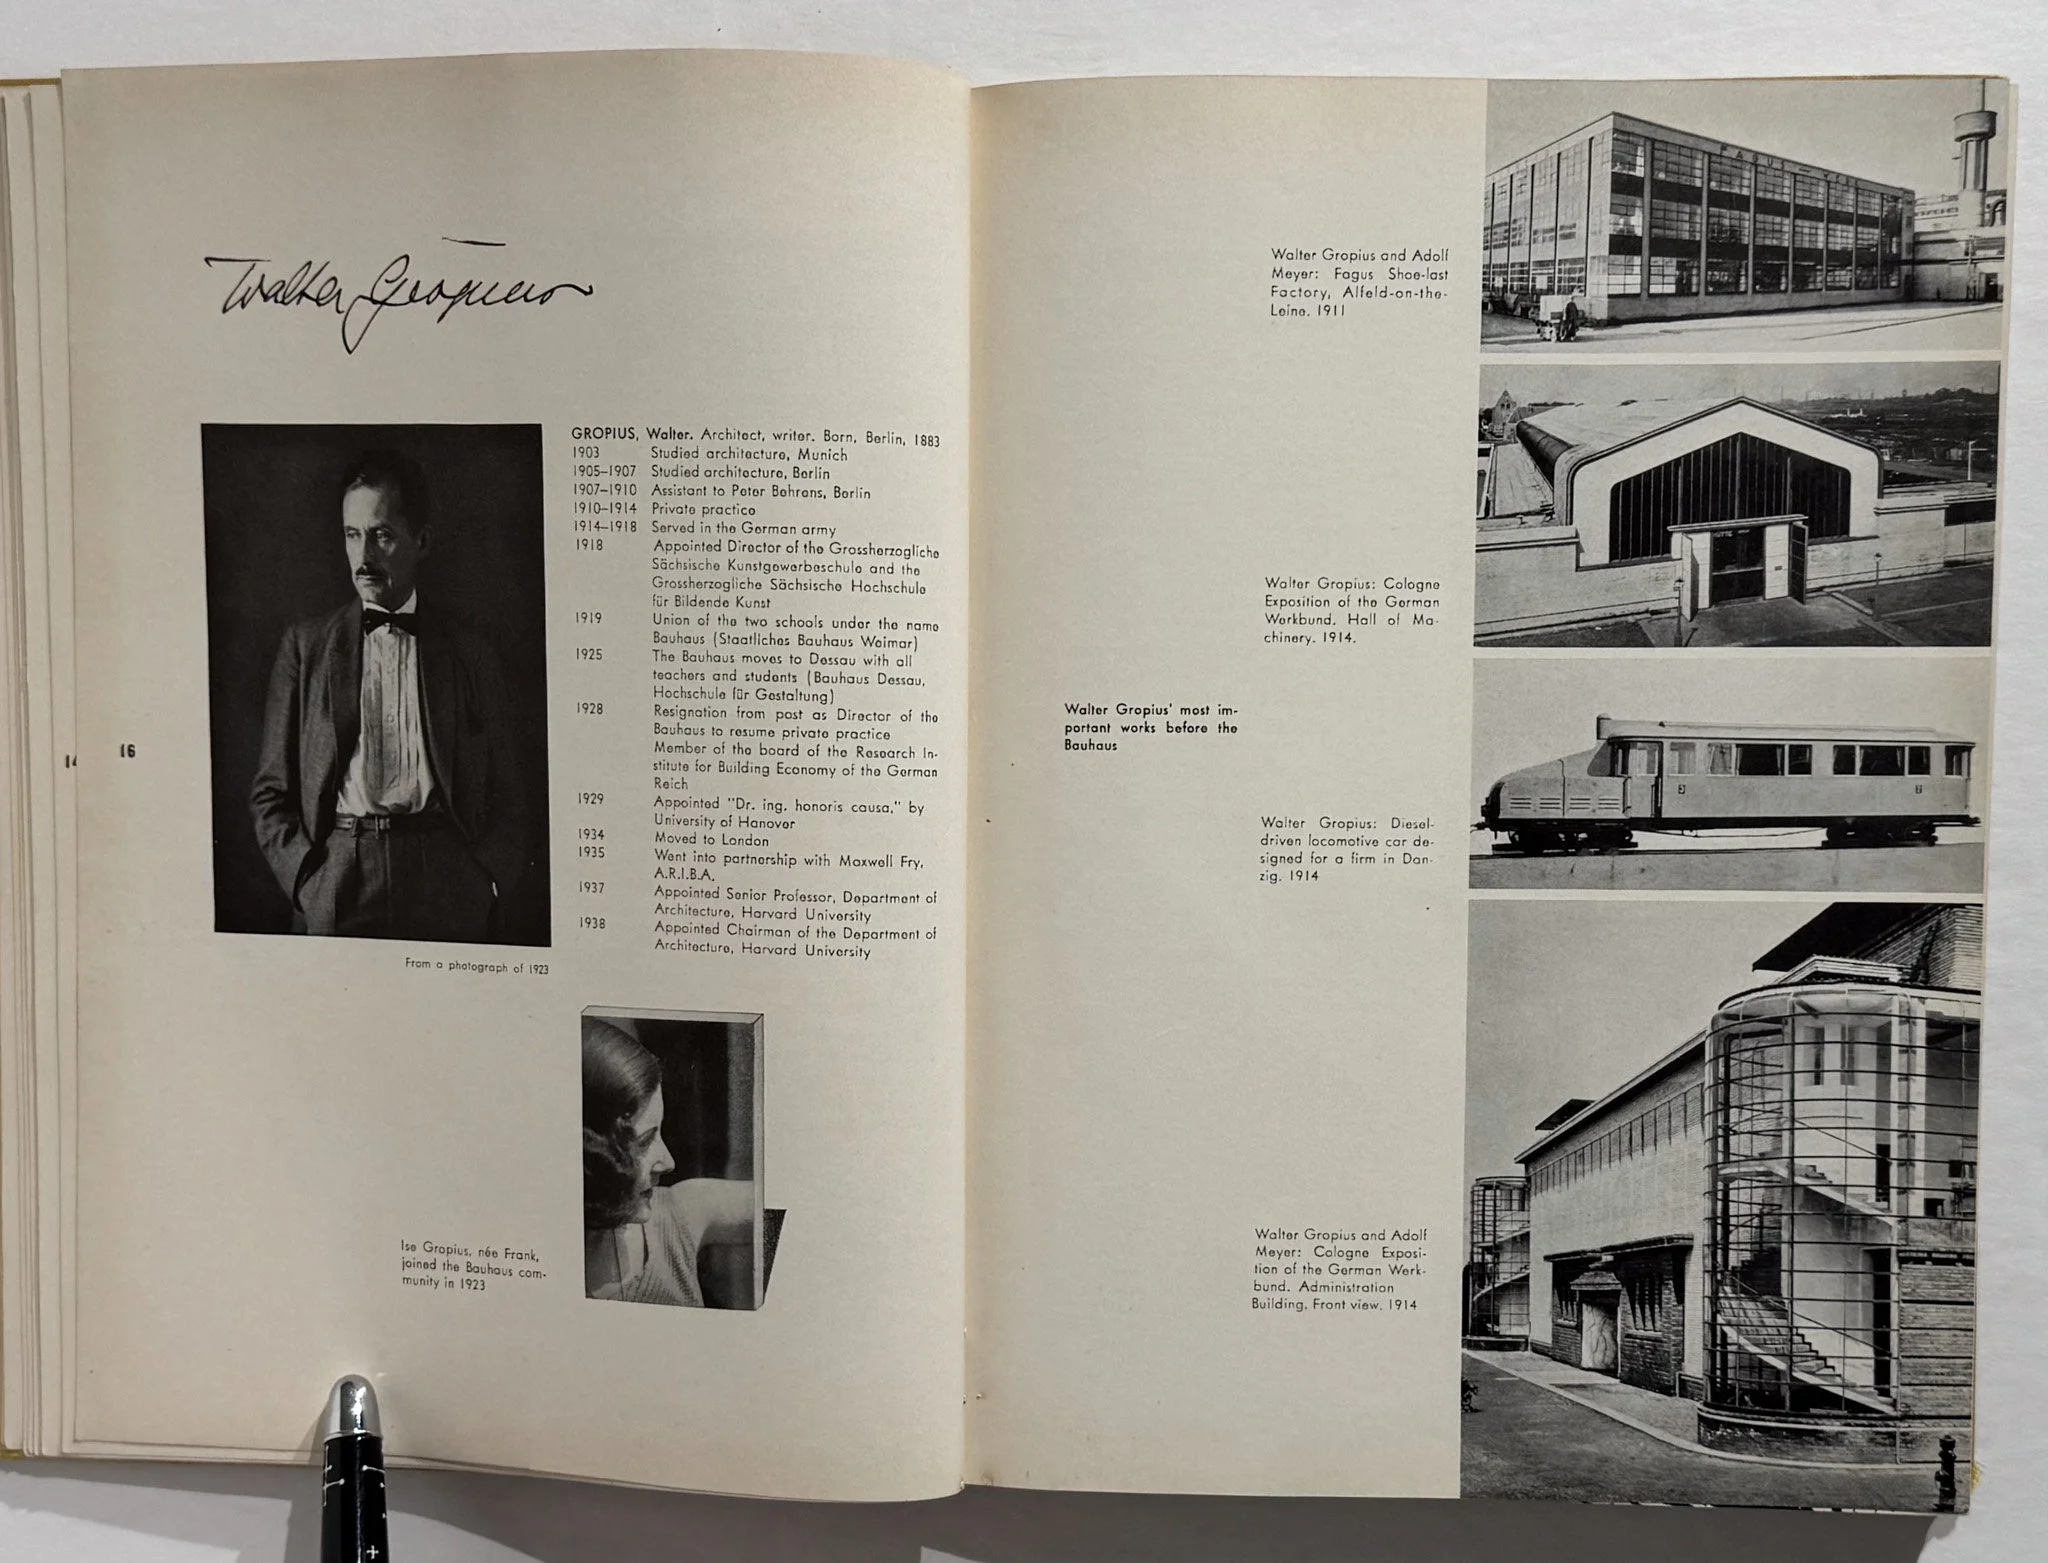 Walter Gropius
GROPIUS, Walter. Architect, writer. Born, Berlin, 1883
1903 Studied architecture, Munich
1905–1907 Studied architecture, Berlin
1907–1910 Assistant to Peter Behrens, Berlin
1910–1914 Private practice
1914–1918 Served in the German army
1918 Appointed Director of the Grossherzogliche
Sächsische Kunstgewerbeschule and the
Grossherzogliche Sächsische Hochschule
für Bildende Kunst
1919 Union of the two schools under the name
Bauhaus (Staatliches Bauhaus Weimar)
1925 The Bauhaus moves to Dessau with all
teachers and students (Bauhaus Dessau,
Hochschule für Gestaltung)
1928 Resignation from post as Director of the
Bauhaus to resume private practice
Member of the board of the Research In-
stitute for Building Economy of the German
Reich
1929 Appointed "Dr. ing. honoris causa," by
University of Hanover
1934 Moved to London
1935 Went into partnership with Maxwell Fry,
A.R.I.B.A.
1937 Appointed Senior Professor, Department of
Architecture, Harvard University
1938 Appointed Chairman of the Department of
Architecture, Harvard University
From a photograph of 1923
14
16
Ise Gropius, née Frank,
joined the Bauhaus com-
munity in 1923
Walter Gropius and Adolf
Meyer: Fagus Shoe-last
Factory, Alfeld-on-the-
Leine. 1911
FAGUS
Walter Gropius: Cologne
Exposition of the German
Werkbund. Hall of Ma-
chinery. 1914.
Walter Gropius' most im-
portant works before the
Bauhaus
Walter Gropius: Diesel-
driven locomotive car de-
signed for a firm in Dan-
zig. 1914
Walter Gropius and Adolf
Meyer: Cologne Exposi-
tion of the German Werk-
bund. Administration
Building, Front view. 1914